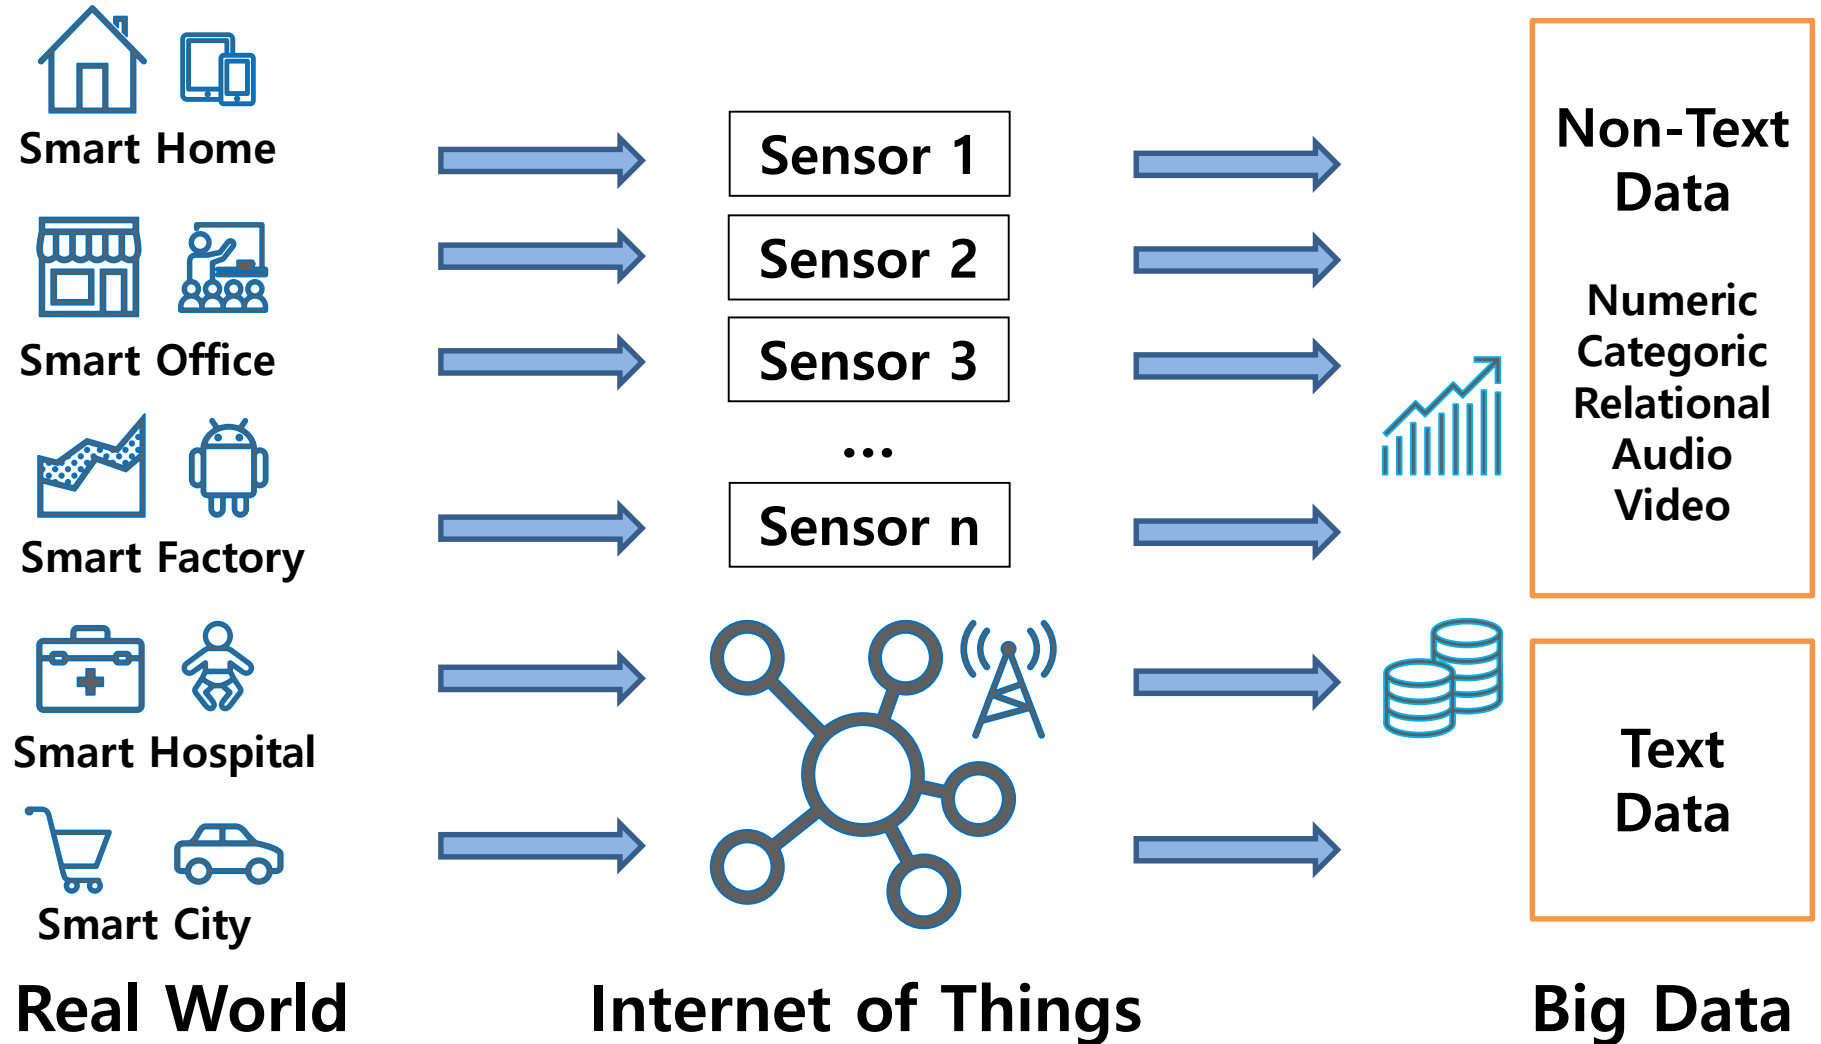 Smart Home
Smart Office
Smart Factory
Smart Hospital
Smart City
Real World
Sensor 1
Sensor 2
Sensor 3
...
Sensor n
Internet of Things
Non-Text
Data
Numeric
Categoric
Relational
Audio
Video
Text
Data
Big Data